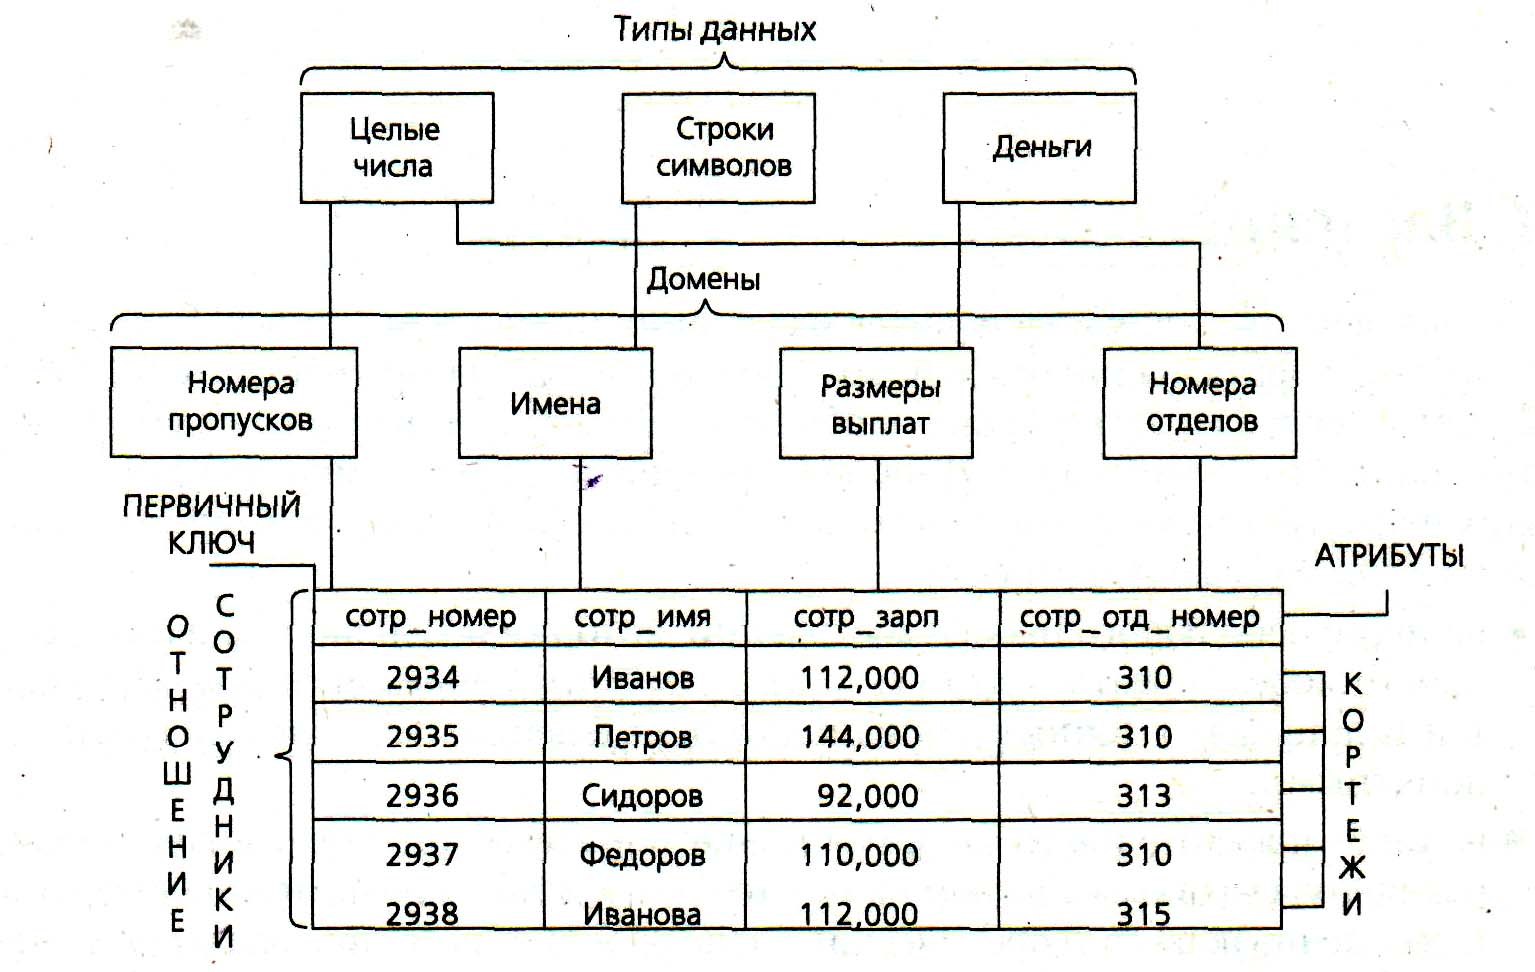 Типы данных
Целые
числа
Строки
символов
Деньги
Домены
Номера
пропусков
Имена
Размеры
выплат
Номера
отделов
ПЕРВИЧНЫЙ
КЛЮЧ
АТРИБУТЫ
ОТНОШЕНИЕ
СОТРУДНИКИ
сотр_номер сотр_имя сотр_зарп сотр_отд_номер
2934 Иванов 112,000 310
2935 Петров 144,000 310
2936 Сидоров 92,000 313
2937 Федоров 110,000 310
2938 Иванова 112,000 315
КОРТЕЖИ